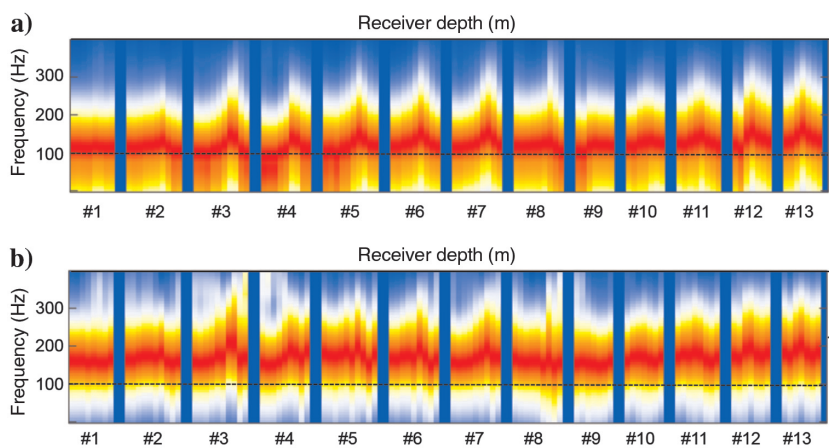 a)
Receiver depth (m)
Frequency (Hz)
300
200
100
#1 #2 #3 #4 #5 #6 #7 #8 #9 #10 #11 #12 #13
b)
Receiver depth (m)
Frequency (Hz)
300
200
100
#1 #2 #3 #4 #5 #6 #7 #8 #9 #10 #11 #12 #13